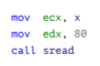 mov ecx, x
mov edx, 80
call sread